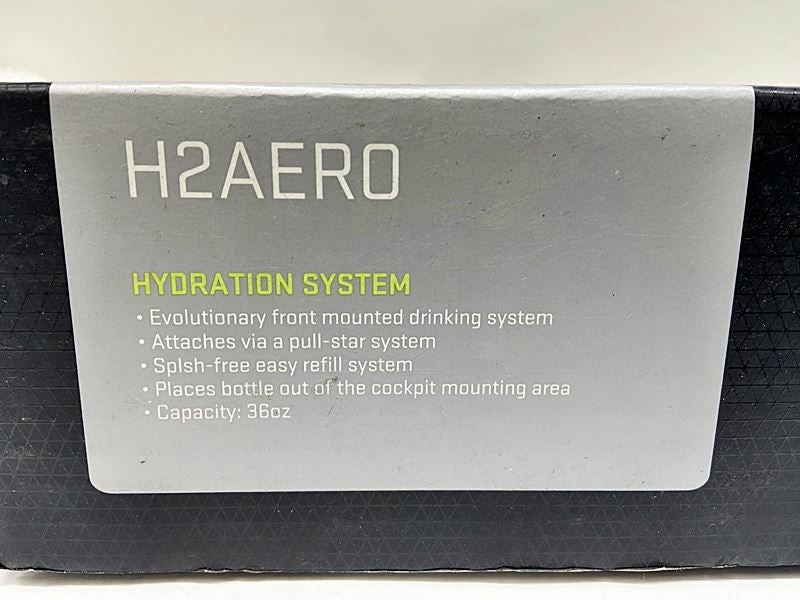 H2AERO
HYDRATION SYSTEM
• Evolutionary front mounted drinking system
• Attaches via a pull-star system
• Splsh-free easy refill system
• Places bottle out of the cockpit mounting area
• Capacity: 36oz